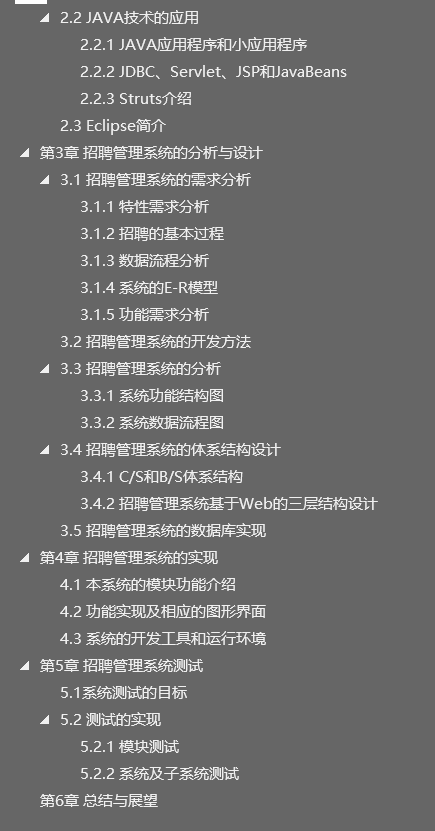 2.2 JAVA技术的应用
2.2.1 JAVA应用程序和小应用程序
2.2.2 JDBC、Servlet、JSP和JavaBeans
2.2.3 Struts介绍
2.3 Eclipse简介
第3章 招聘管理系统的分析与设计
3.1 招聘管理系统的需求分析
3.1.1 特性需求分析
3.1.2 招聘的基本过程
3.1.3 数据流程分析
3.1.4 系统的E-R模型
3.1.5 功能需求分析
3.2 招聘管理系统的开发方法
3.3 招聘管理系统的分析
3.3.1 系统功能结构图
3.3.2 系统数据流程图
3.4 招聘管理系统的体系结构设计
3.4.1 C/S和B/S体系结构
3.4.2 招聘管理系统基于Web的三层结构设计
3.5 招聘管理系统的数据库实现
第4章 招聘管理系统的实现
4.1 本系统的模块功能介绍
4.2 功能实现及相应的图形界面
4.3 系统的开发工具和运行环境
第5章 招聘管理系统测试
5.1系统测试的目标
5.2 测试的实现
5.2.1 模块测试
5.2.2 系统及子系统测试
第6章 总结与展望